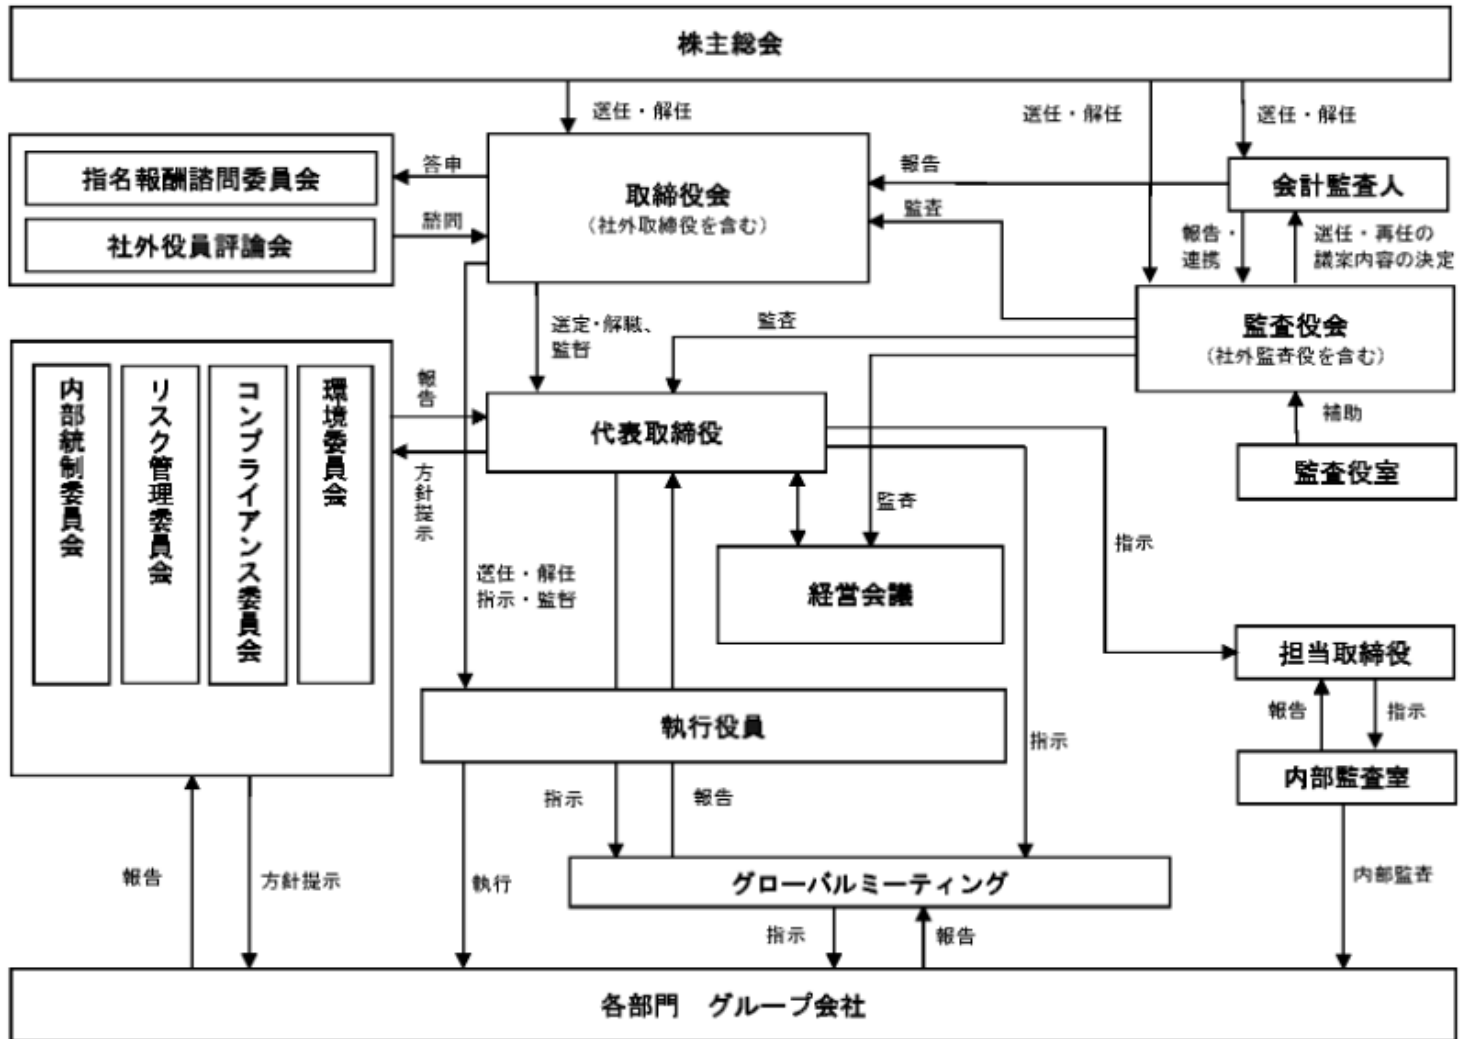 株主総会
選任・解任
選任・解任
選任・解任
指名報酬諮問委員会
社外役員評論会
答申
諮問
取締役会
（社外取締役を含む）
報告
監査
会計監査人
報告・
連携
選任・再任の
議案内容の決定
監査役会
（社外監査役を含む）
選定・解職、
監督
監査
補助
監査役室
内部統制委員会
リスク管理委員会
コンプライアンス委員会
環境委員会
報告
方針提示
代表取締役
監査
指示
経営会議
選任・解任
指示・監督
担当取締役
報告
指示
執行役員
指示
内部監査室
指示
報告
報告
方針提示
執行
グローバルミーティング
内部監査
指示
報告
各部門　グループ会社